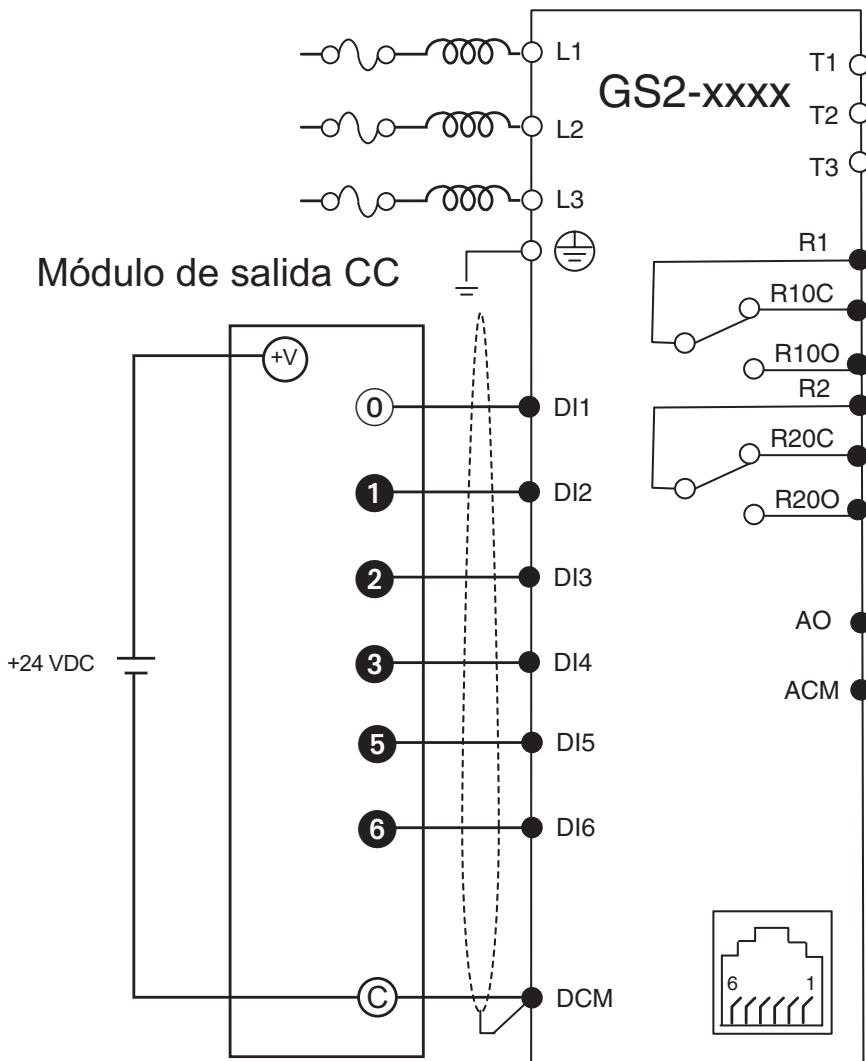 L1
GS2-xxxx
T1
L2
T2
T3
L3
R1
Módulo de salida CC
R10C
+V
R10O
R2
0
DI1
R20C
1
DI2
R20O
2
DI3
AO
+24 VDC
3
DI4
ACM
5
DI5
6
DI6
6 1
C
DCM